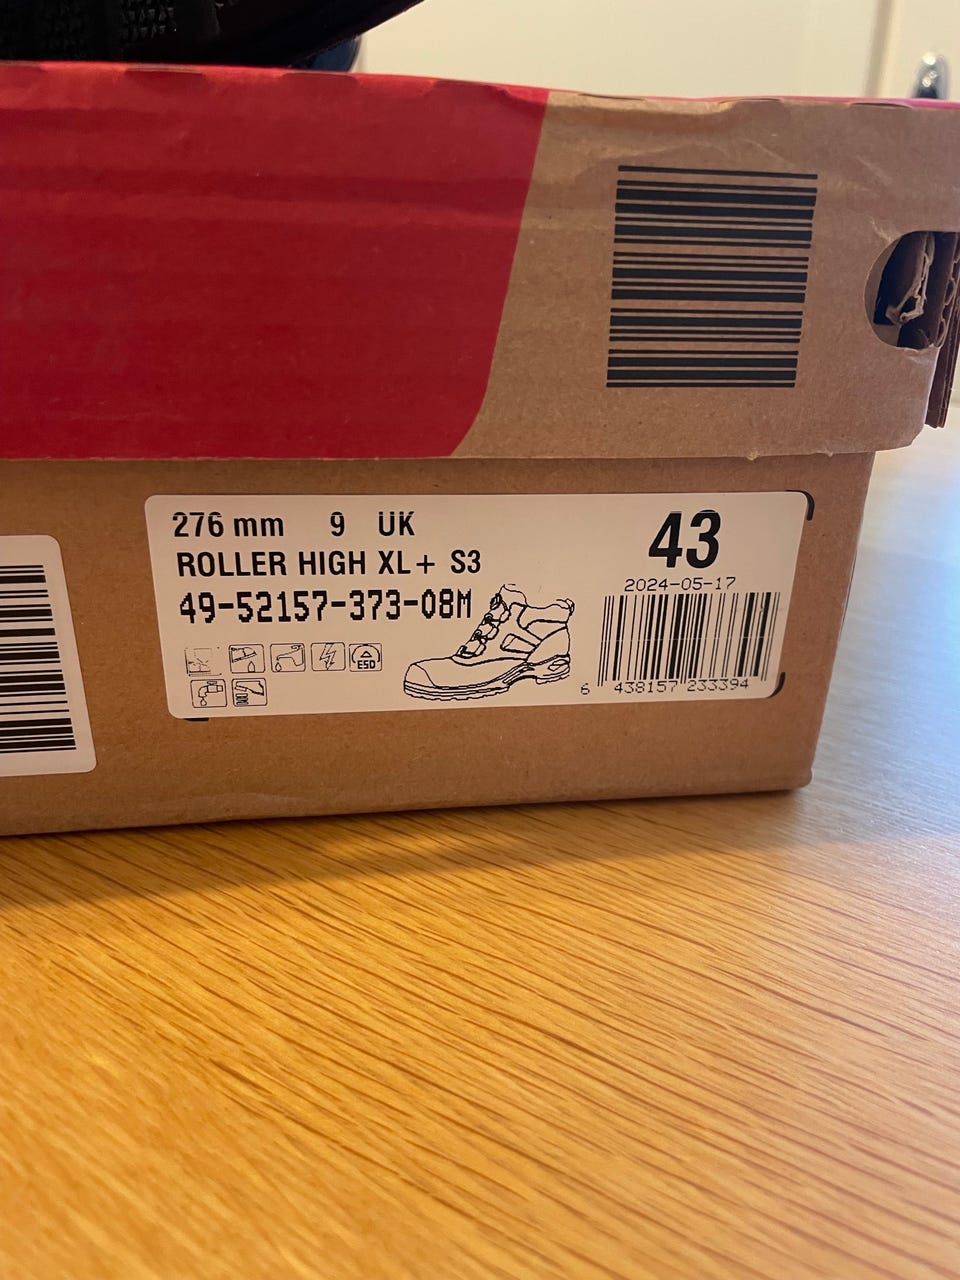 276 mm 9 UK
43
ROLLER HIGH XL+ S3
2024-05-17
49-52157-373-08M
ESD
6 438157 233394